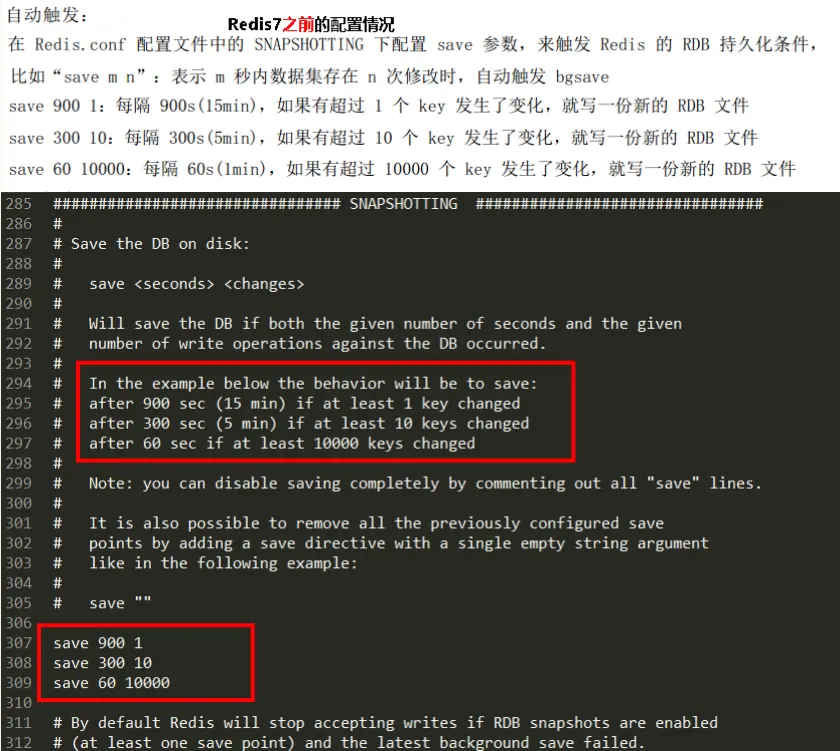 自动触发：
Redis7之前的配置情况
在 Redis.conf 配置文件中的 SNAPSHOTTING 下配置 save 参数，来触发 Redis 的 RDB 持久化条件，
比如“save m n”：表示 m 秒内数据集存在 n 次修改时，自动触发 bgsave
save 900 1：每隔 900s(15min)，如果有超过 1 个 key 发生了变化，就写一份新的 RDB 文件
save 300 10：每隔 300s(5min)，如果有超过 10 个 key 发生了变化，就写一份新的 RDB 文件
save 60 10000：每隔 60s(1min)，如果有超过 10000 个 key 发生了变化，就写一份新的 RDB 文件
285 ################################ SNAPSHOTTING ################################
286 #
287 # Save the DB on disk:
288 #
289 #   save <seconds> <changes>
290 #
291 #   Will save the DB if both the given number of seconds and the given
292 #   number of write operations against the DB occurred.
293 #
294 #   In the example below the behavior will be to save:
295 #   after 900 sec (15 min) if at least 1 key changed
296 #   after 300 sec (5 min) if at least 10 keys changed
297 #   after 60 sec if at least 10000 keys changed
298 #
299 #   Note: you can disable saving completely by commenting out all "save" lines.
300 #
301 #   It is also possible to remove all the previously configured save
302 #   points by adding a save directive with a single empty string argument
303 #   like in the following example:
304 #
305 #   save ""
306
307 save 900 1
308 save 300 10
309 save 60 10000
310
311 # By default Redis will stop accepting writes if RDB snapshots are enabled
312 # (at least one save point) and the latest background save failed.